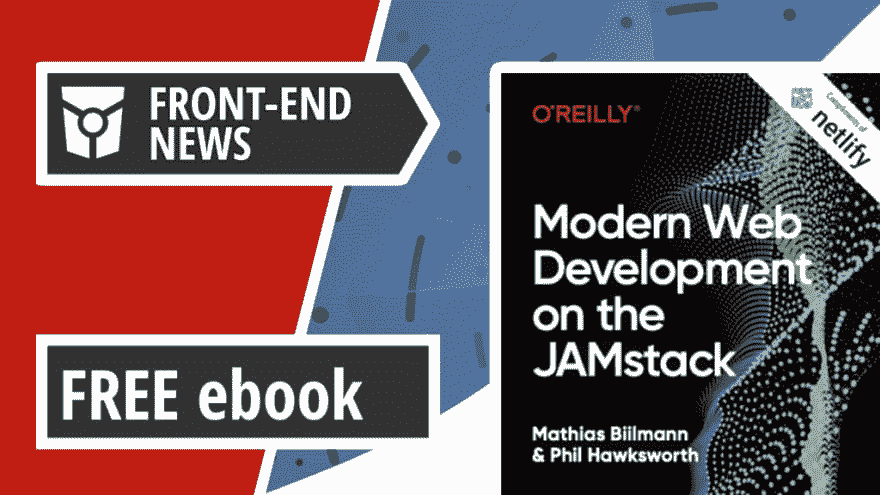 FRONT-END
NEWS
FREE ebook
O'REILLY®
Compliments of
netlify
Modern Web
Development
on the
JAMstack
Mathias Biilmann
& Phil Hawksworth